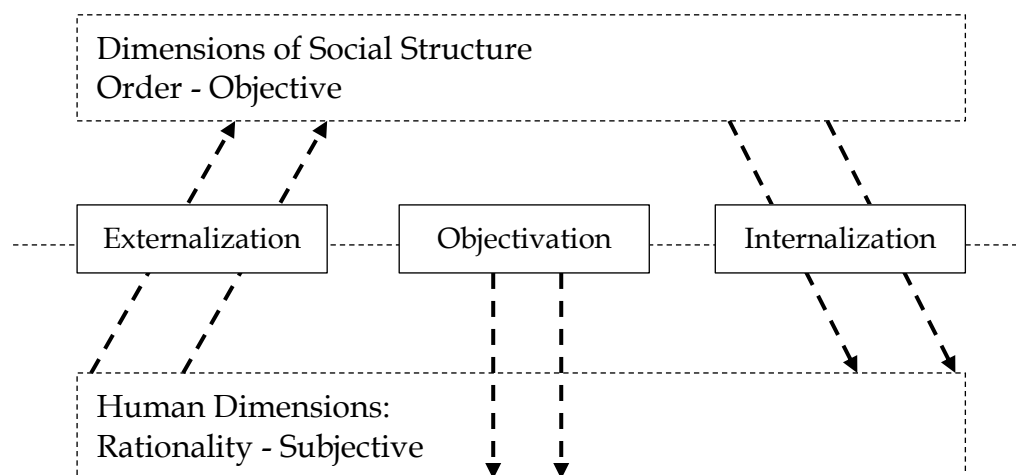 Dimensions of Social Structure
Order - Objective
Externalization
Objectivation
Internalization
Human Dimensions:
Rationality - Subjective